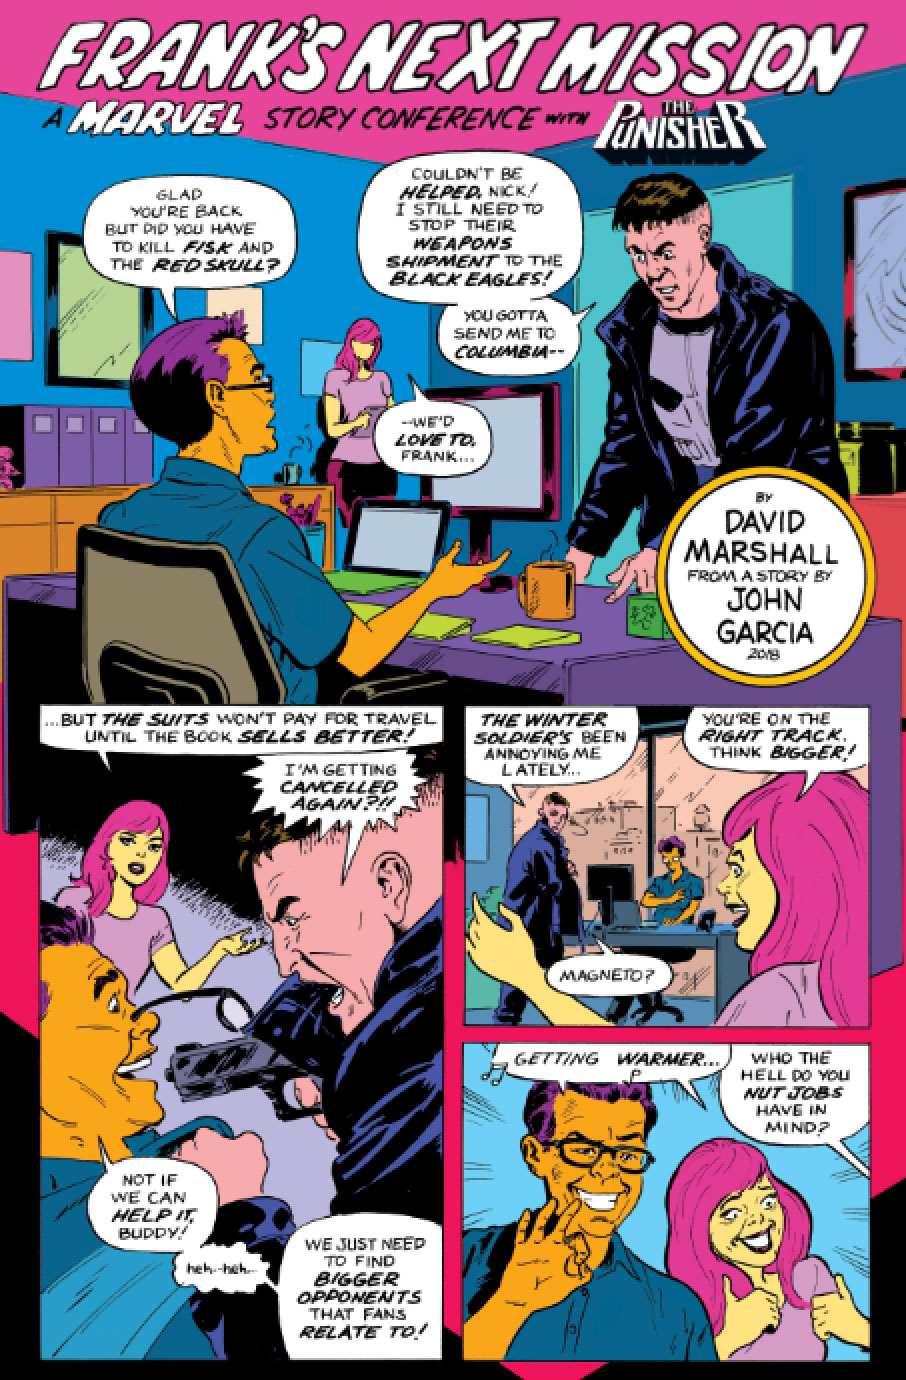 FRANK'S NEXT MISSION
A MARVEL STORY CONFERENCE WITH THE PUNISHER
GLAD
YOU'RE BACK
BUT DID YOU HAVE
TO KILL FISK AND
THE RED SKULL?
COULDN'T BE
HELPED, NICK!
I STILL NEED TO
STOP THEIR
WEAPONS
SHIPMENT TO THE
BLACK EAGLES!
YOU GOTTA
SEND ME TO
COLUMBIA--
--WE'D
LOVE TO,
FRANK...
BY
DAVID
MARSHALL
FROM A STORY BY
JOHN
GARCIA
2018
...BUT THE SUITS WON'T PAY FOR TRAVEL
UNTIL THE BOOK SELLS BETTER!
I'M GETTING
CANCELLED
AGAIN?!!
NOT IF
WE CAN
HELP IT,
BUDDY!
heh--heh--
WE JUST NEED
TO FIND
BIGGER
OPPONENTS
THAT FANS
RELATE TO!
THE WINTER
SOLDIER'S BEEN
ANNOYING ME
LATELY...
YOU'RE ON THE
RIGHT TRACK.
THINK BIGGER!
MAGNETO?
GETTING WARMER...
WHO THE
HELL DO YOU
NUT JOBS
HAVE IN
MIND?